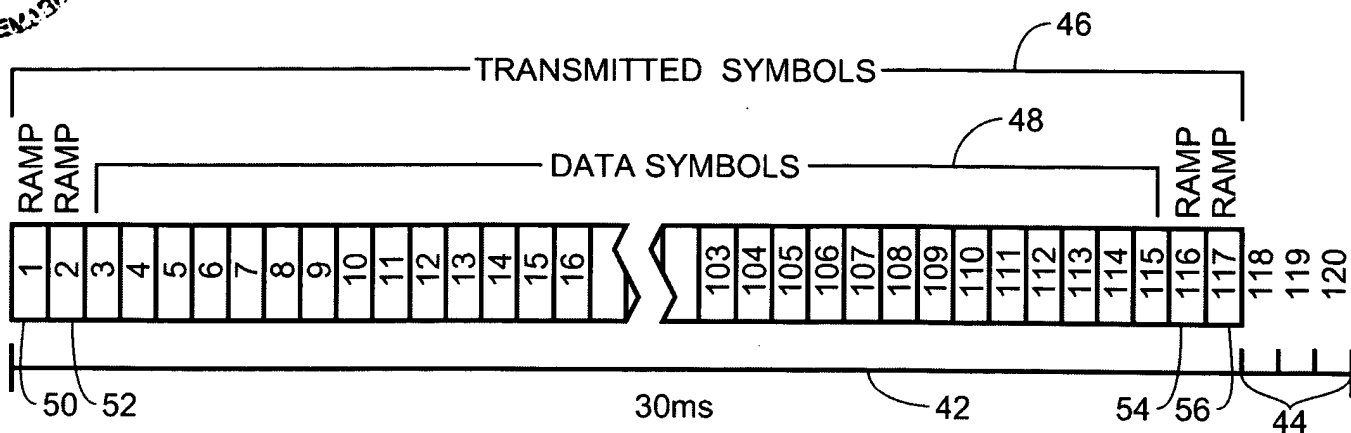 46
TRANSMITTED SYMBOLS
48
DATA SYMBOLS
RAMP
RAMP
RAMP
RAMP
1 2 3 4 5 6 7 8 9 10 11 12 13 14 15 16 103 104 105 106 107 108 109 110 111 112 113 114 115 116 117 118 119 120
50 52 30ms 42 54 56 44